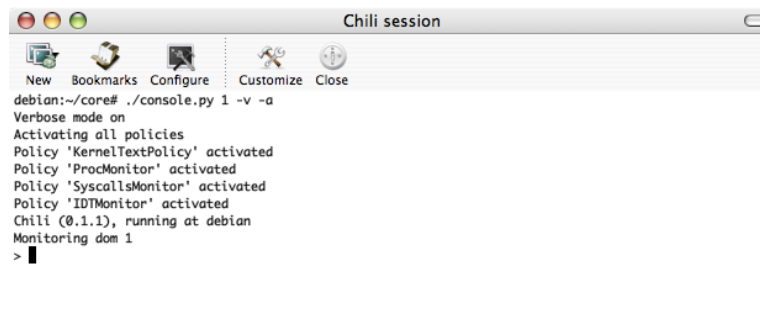 Chili session
New Bookmarks Configure Customize Close
debian:~/core# ./console.py 1 -v -a
Verbose mode on
Activating all policies
Policy 'KernelTextPolicy' activated
Policy 'ProcMonitor' activated
Policy 'SyscallsMonitor' activated
Policy 'IDTMonitor' activated
Chili (0.1.1), running at debian
Monitoring dom 1
>